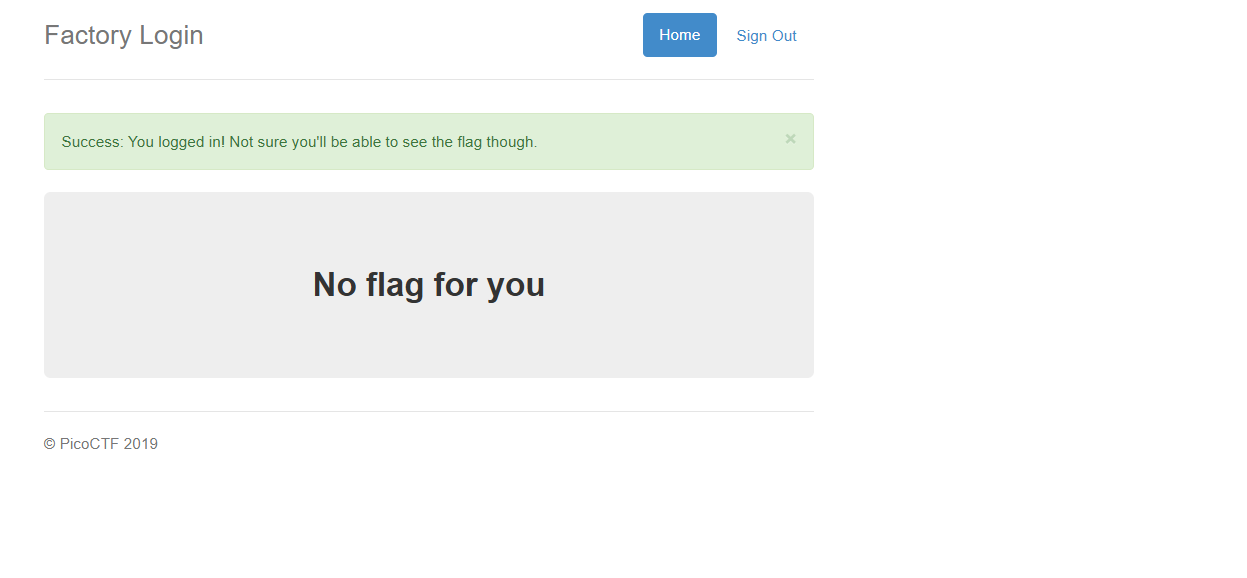 Factory Login
Home
Sign Out
Success: You logged in! Not sure you'll be able to see the flag though.
×
No flag for you
© PicoCTF 2019